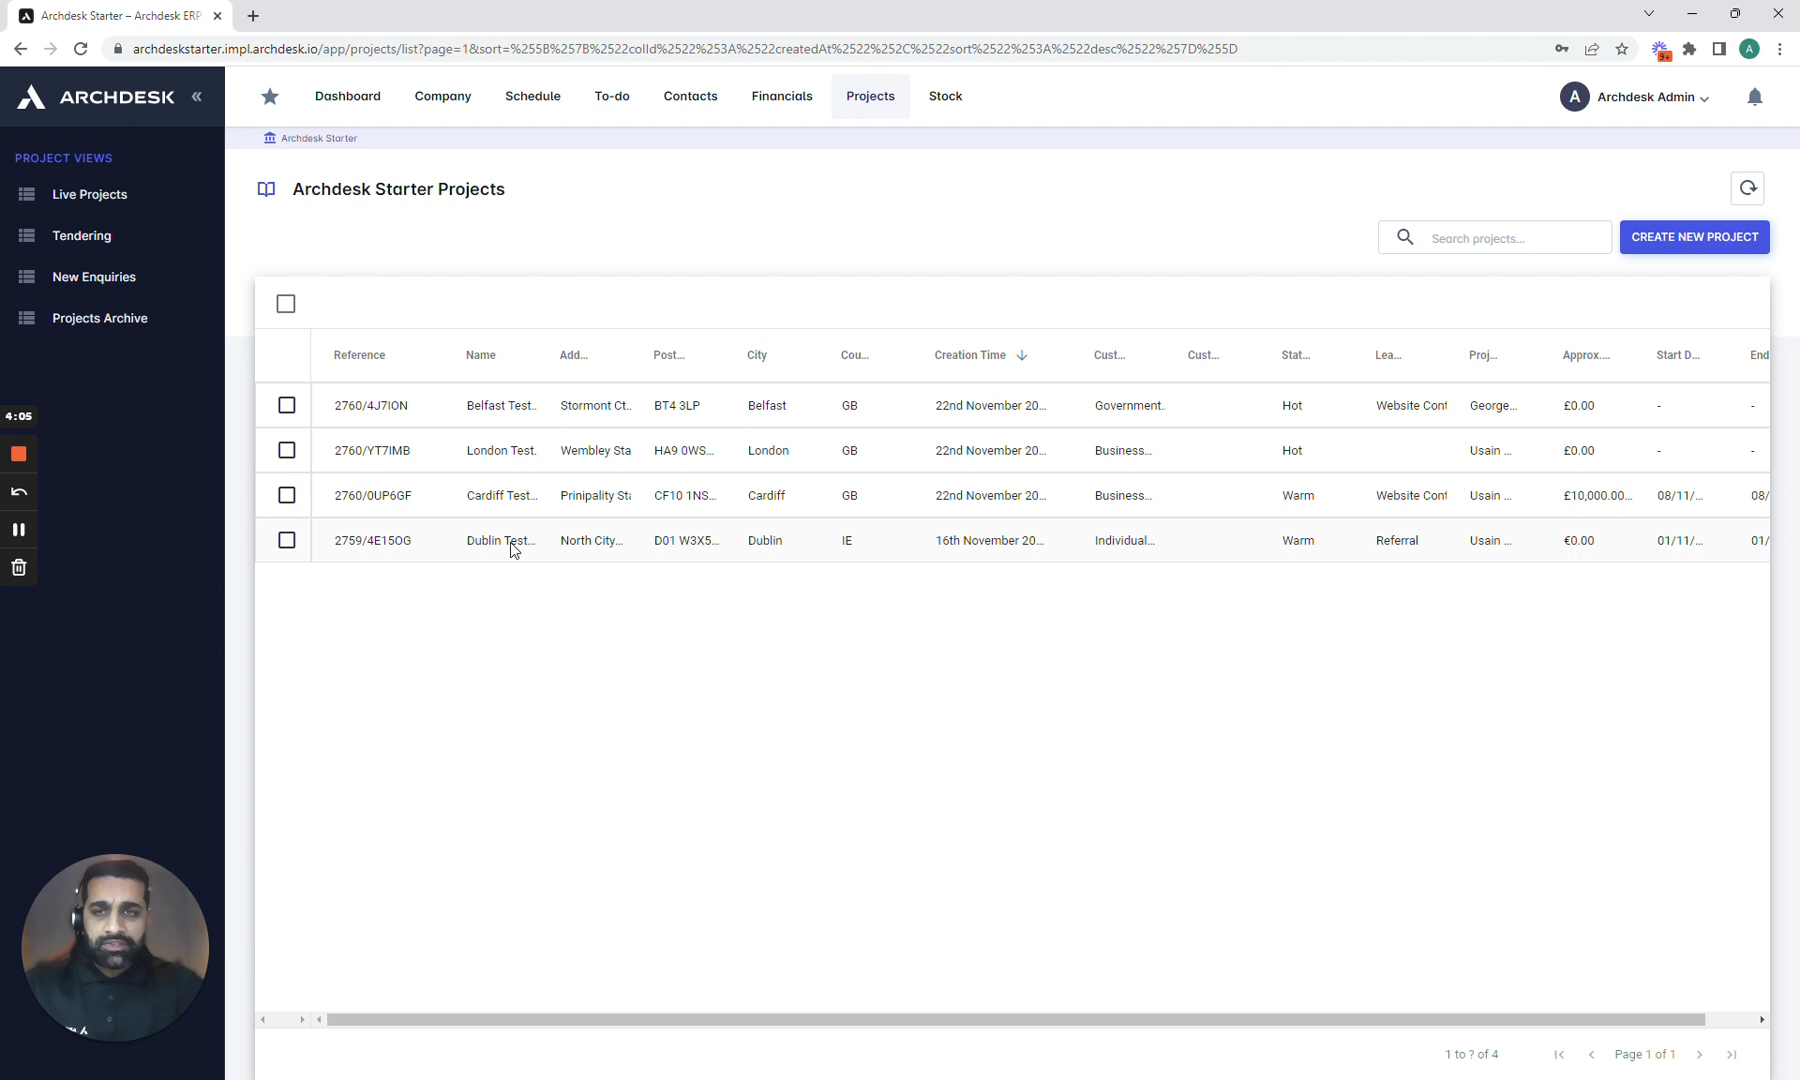 Archdesk Starter – Archdesk ERP
archdeskstarter.impl.archdesk.io/app/projects/list?page=1&sort=%255B%257B%2522colId%2522%253A%2522createdAt%2522%252C%2522sort%2522%253A%2522desc%2522%257D%255D
9+
A
ARCHDESK
Dashboard Company Schedule To-do Contacts Financials Projects Stock
A Archdesk Admin
Archdesk Starter
PROJECT VIEWS
Live Projects
Tendering
New Enquiries
Projects Archive
4:05
Archdesk Starter Projects
Search projects...
CREATE NEW PROJECT
Reference Name Add... Post... City Cou... Creation Time Cust... Cust... Stat... Lea... Proj... Approx.... Start D... End
2760/4J7ION Belfast Test.. Stormont Ct.. BT4 3LP Belfast GB 22nd November 20... Government.. Hot Website Cont George... £0.00 - -
2760/YT7IMB London Test. Wembley Sta HA9 0WS... London GB 22nd November 20... Business... Hot Usain ... £0.00 - -
2760/0UP6GF Cardiff Test... Prinipality Sta CF10 1NS... Cardiff GB 22nd November 20... Business... Warm Website Cont Usain ... £10,000.00... 08/11/... 08/
2759/4E15OG Dublin Test... North City... D01 W3X5... Dublin IE 16th November 20... Individual... Warm Referral Usain ... €0.00 01/11/... 01/
1 to ? of 4 Page 1 of 1